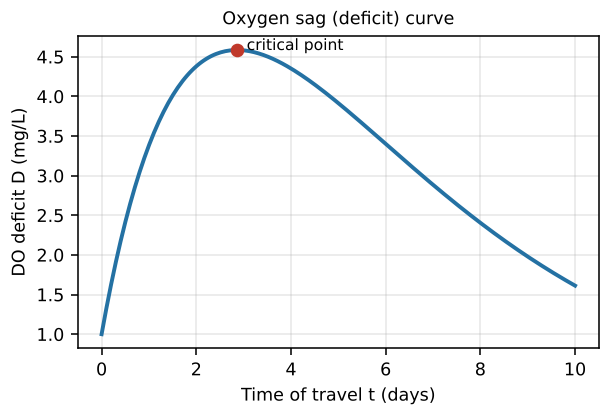 Oxygen sag (deficit) curve
critical point
DO deficit D (mg/L)
4.5
4.0
3.5
3.0
2.5
2.0
1.5
1.0
0 2 4 6 8 10
Time of travel t (days)